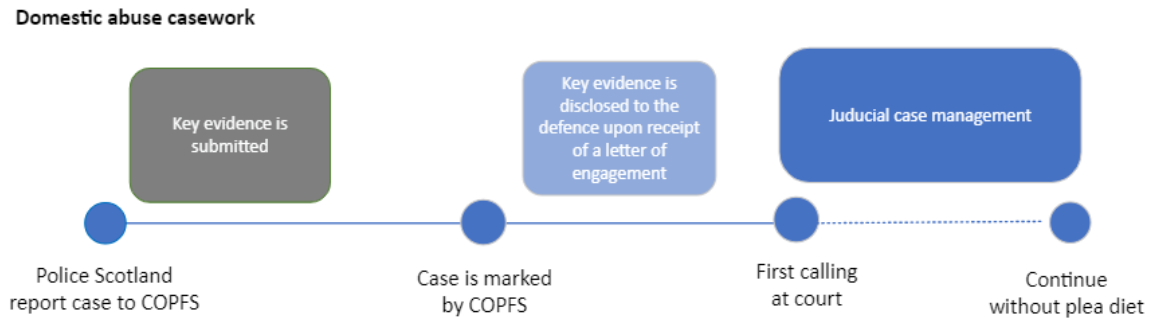 Domestic abuse casework
Key evidence is
submitted
Key evidence is
disclosed to the
defence upon receipt
of a letter of
engagement
Juducial case management
Police Scotland
report case to COPFS
Case is marked
by COPFS
First calling
at court
Continue
without plea diet